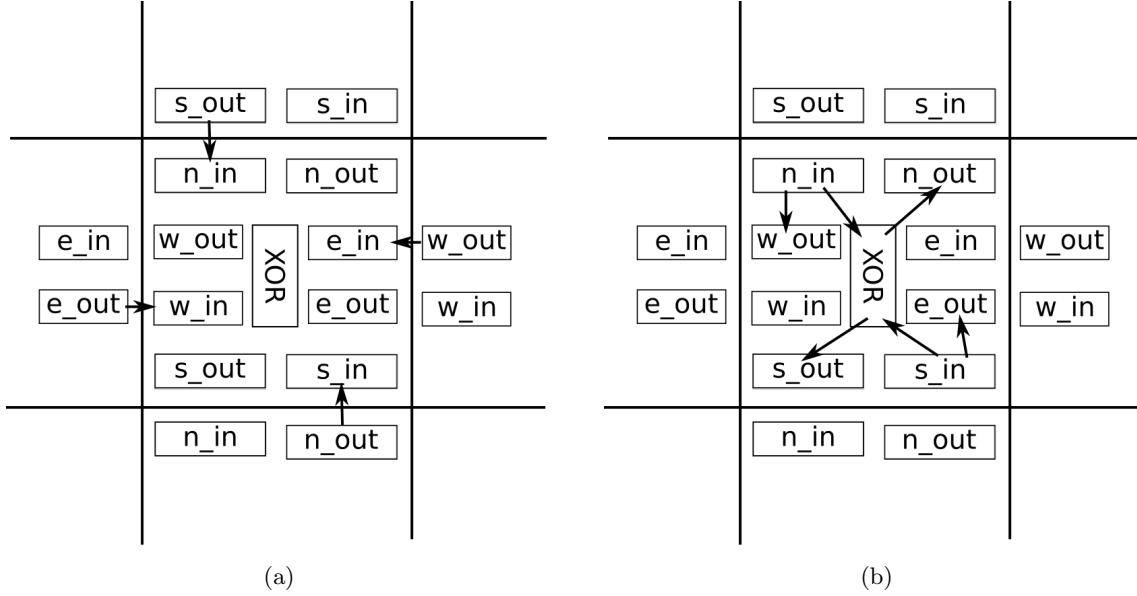 s_out s_in
n_in n_out
e_in w_out XOR e_in w_out
e_out w_in e_out w_in
s_out s_in
n_in n_out
(a)
s_out s_in
n_in n_out
e_in w_out XOR e_in w_out
e_out w_in e_out w_in
s_out s_in
n_in n_out
(b)